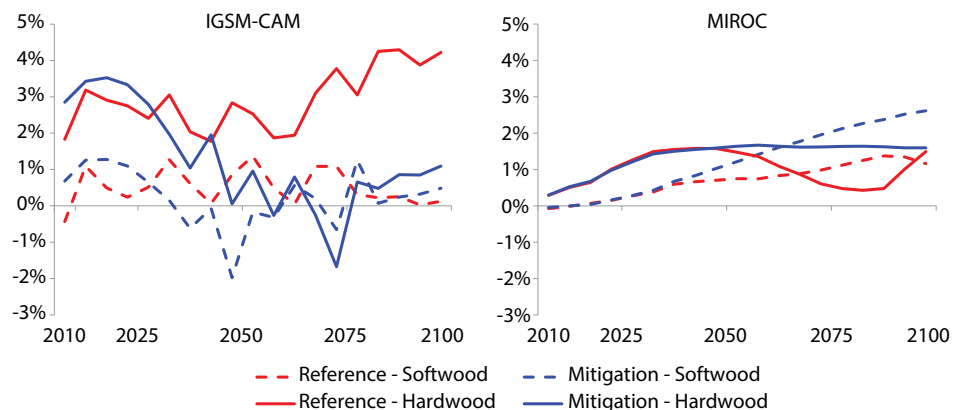 IGSM-CAM
5%
4%
3%
2%
1%
0%
-1%
-2%
-3%
2010 2025 2050 2075 2100
MIROC
5%
4%
3%
2%
1%
0%
-1%
-2%
-3%
2010 2025 2050 2075 2100
Reference - Softwood
Mitigation - Softwood
Reference - Hardwood
Mitigation - Hardwood